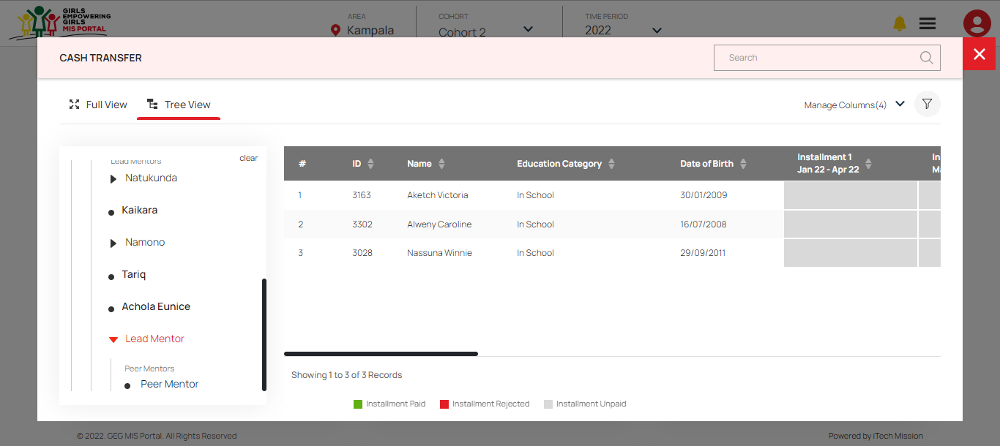 GIRLS
EMPOWERING
GIRLS
MIS PORTAL
AREA
Kampala
COHORT
Cohort 2
TIME PERIOD
2022
CASH TRANSFER
Search
Full View
Tree View
Manage Columns(4)
clear
Lead Mentors
Natukunda
Kaikara
Namono
Tariq
Achola Eunice
Lead Mentor
Peer Mentors
Peer Mentor
# ID Name Education Category Date of Birth Installment 1
Jan 22 - Apr 22
1 3163 Aketch Victoria In School 30/01/2009
2 3302 Alweny Caroline In School 16/07/2008
3 3028 Nassuna Winnie In School 29/09/2011
Showing 1 to 3 of 3 Records
Installment Paid Installment Rejected Installment Unpaid
© 2022. GEG MIS Portal. All Rights Reserved
Powered by iTech Mission